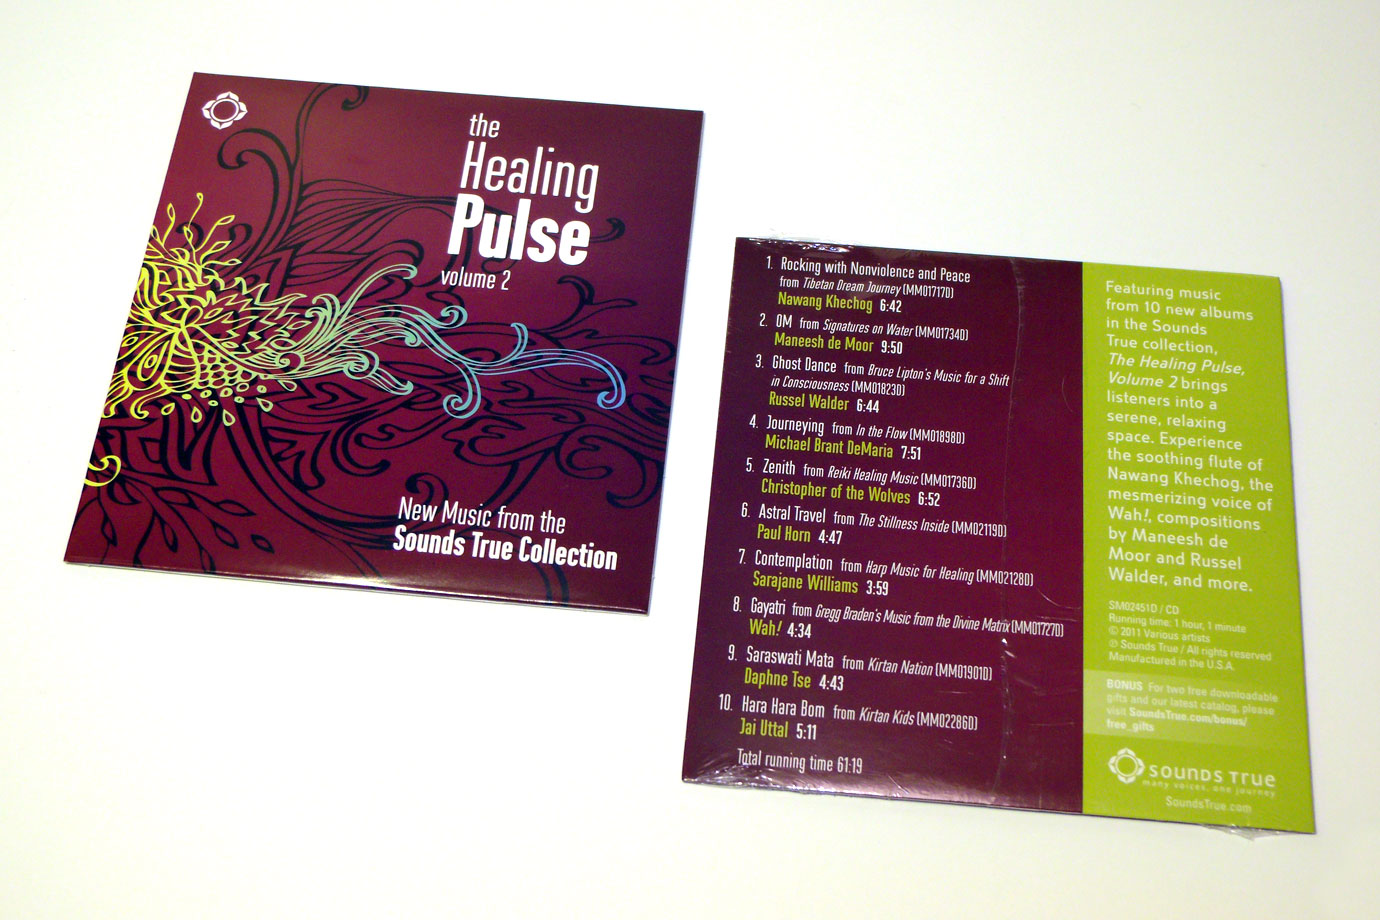 the
Healing
Pulse
volume 2
New Music from the
Sounds True Collection
1. Rocking with Nonviolence and Peace
from Tibetan Dream Journey (MM01717D)
Nawang Khechog 6:42
2. OM from Signatures on Water (MM01734D)
Maneesh de Moor 9:50
3. Ghost Dance from Bruce Lipton's Music for a Shift
in Consciousness (MM01823D)
Russel Walder 6:44
4. Journeying from In the Flow (MM01898D)
Michael Brant DeMaria 7:51
5. Zenith from Reiki Healing Music (MM01736D)
Christopher of the Wolves 6:52
6. Astral Travel from The Stillness Inside (MM02119D)
Paul Horn 4:47
7. Contemplation from Harp Music for Healing (MM02128D)
Sarajane Williams 3:59
8. Gayatri from Gregg Braden's Music from the Divine Matrix (MM01727D)
Wah! 4:34
9. Saraswati Mata from Kirtan Nation (MM01901D)
Daphne Tse 4:43
10. Hara Hara Bom from Kirtan Kids (MM02286D)
Jai Uttal 5:11
Total running time 61:19
Featuring music
from 10 new albums
in the Sounds
True collection,
The Healing Pulse,
Volume 2 brings
listeners into a
serene, relaxing
space. Experience
the soothing flute of
Nawang Khechog, the
mesmerizing voice of
Wah!, compositions
by Maneesh de
Moor and Russel
Walder, and more.
SM02451D / CD
Running time: 1 hour, 1 minute
© 2011 Various artists
℗ Sounds True / All rights reserved
Manufactured in the U.S.A.
BONUS For two free downloadable
gifts and our latest catalog, please
visit SoundsTrue.com/bonus/
free_gifts
sounds true
many voices, one journey
SoundsTrue.com